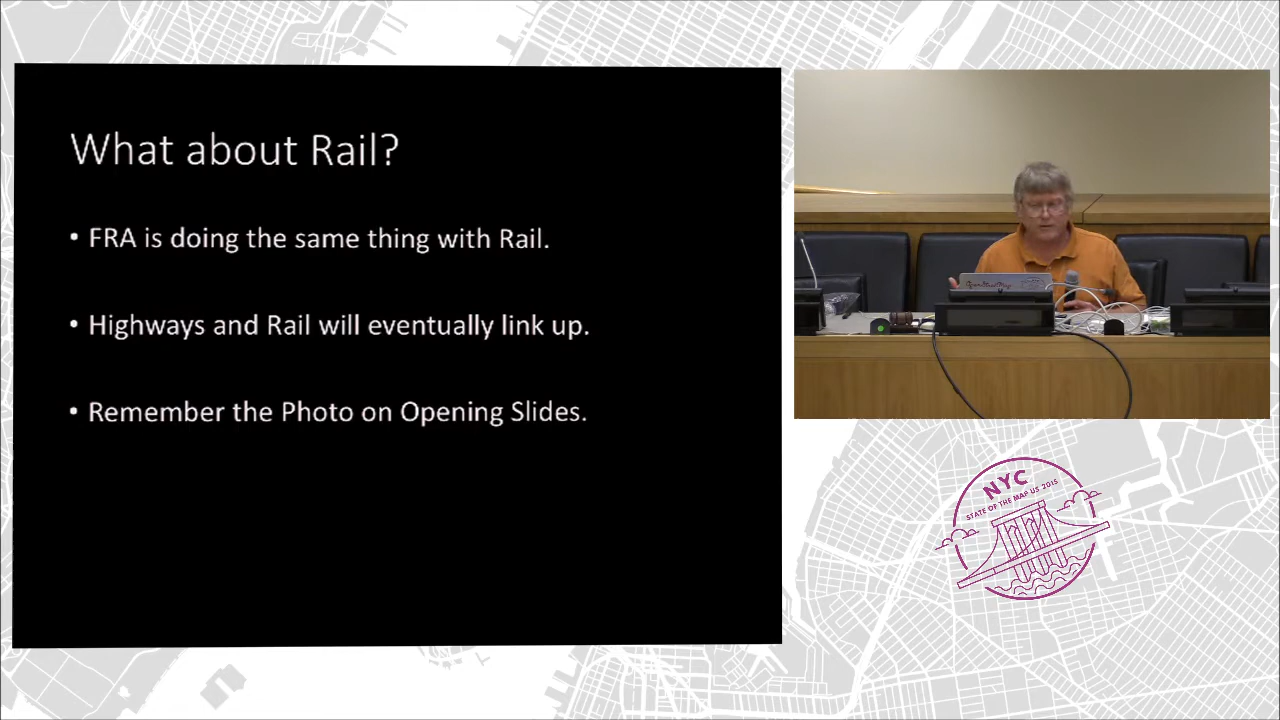 What about Rail?
• FRA is doing the same thing with Rail.
• Highways and Rail will eventually link up.
• Remember the Photo on Opening Slides.
NYC
STATE OF THE MAP US 2015